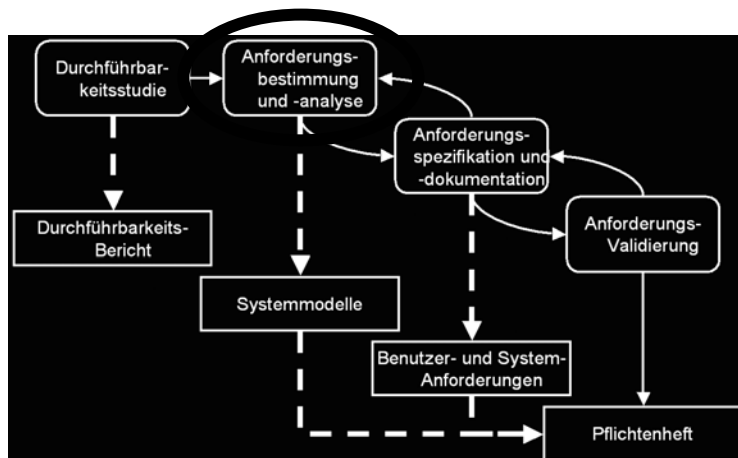 Durchführbar-
keitsstudie
Anforderungs-
bestimmung
und -analyse
Anforderungs-
spezifikation und
-dokumentation
Anforderungs-
Validierung
Durchführbarkeits-
Bericht
Systemmodelle
Benutzer- und System-
Anforderungen
Pflichtenheft